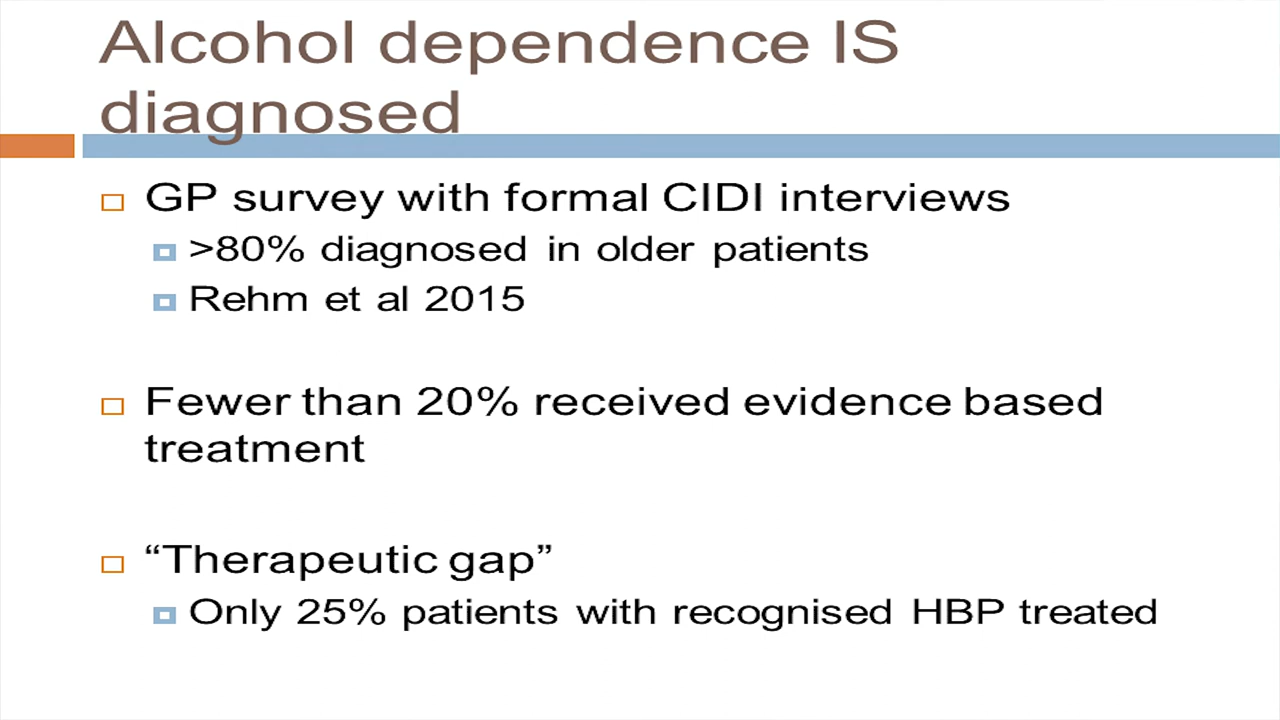 Alcohol dependence IS
diagnosed
GP survey with formal CIDI interviews
>80% diagnosed in older patients
Rehm et al 2015
Fewer than 20% received evidence based
treatment
“Therapeutic gap”
Only 25% patients with recognised HBP treated